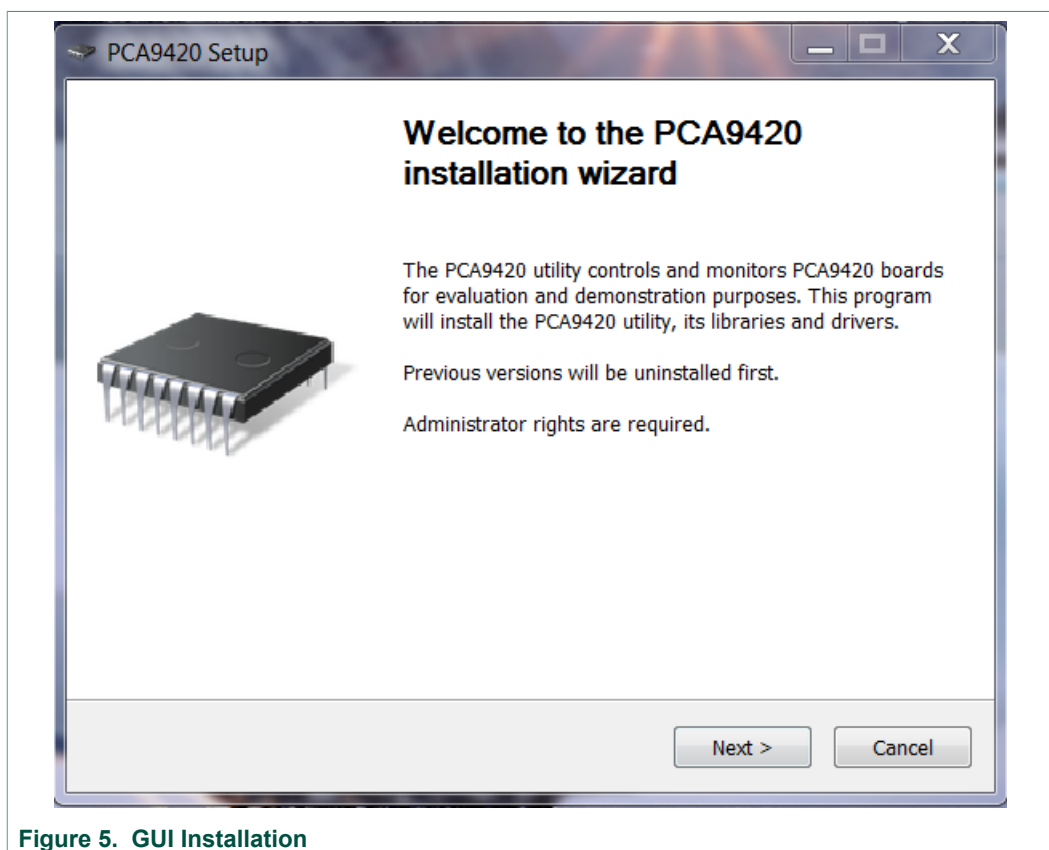 PCA9420 Setup
Welcome to the PCA9420
installation wizard
The PCA9420 utility controls and monitors PCA9420 boards
for evaluation and demonstration purposes. This program
will install the PCA9420 utility, its libraries and drivers.
Previous versions will be uninstalled first.
Administrator rights are required.
Next >
Cancel
Figure 5. GUI Installation